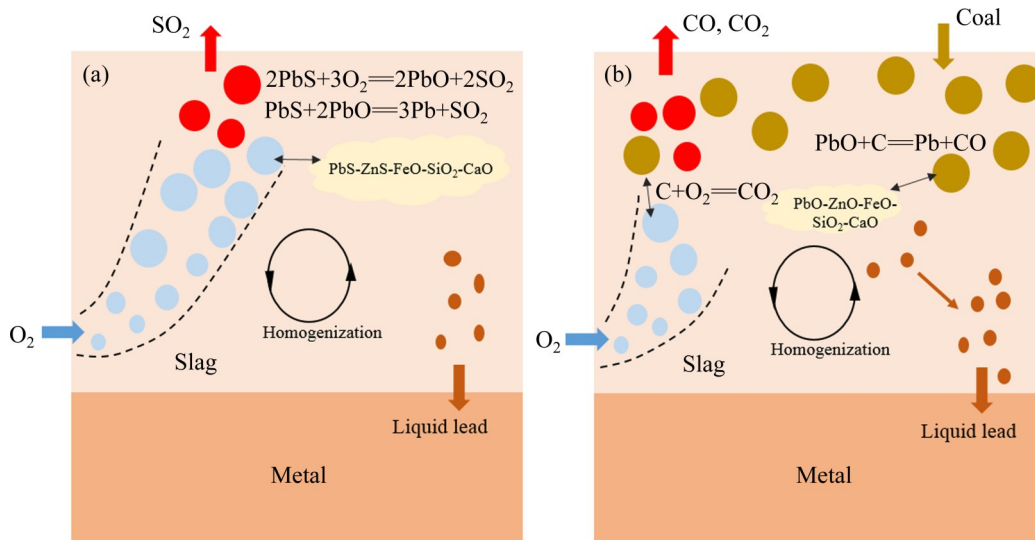 SO₂
(a)
2PbS+3O₂═2PbO+2SO₂
PbS+2PbO═3Pb+SO₂
PbS-ZnS-FeO-SiO₂-CaO
Homogenization
O₂
Slag
Liquid lead
Metal
CO, CO₂
Coal
(b)
PbO+C═Pb+CO
C+O₂═CO₂
PbO-ZnO-FeO-
SiO₂-CaO
Homogenization
O₂
Slag
Liquid lead
Metal